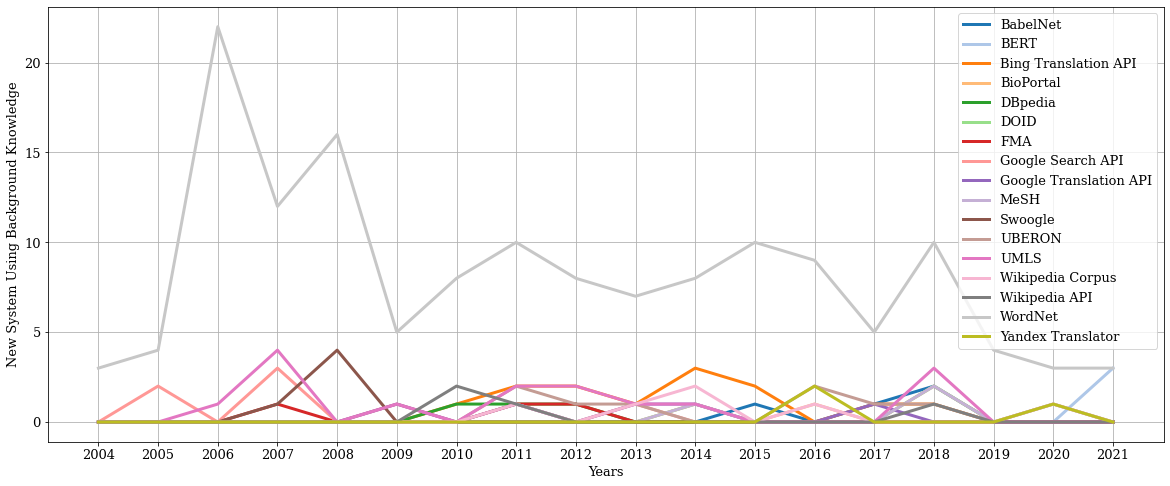 New System Using Background Knowledge
20
15
10
5
0
2004 2005 2006 2007 2008 2009 2010 2011 2012 2013 2014 2015 2016 2017 2018 2019 2020 2021
Years
BabelNet
BERT
Bing Translation API
BioPortal
DBpedia
DOID
FMA
Google Search API
Google Translation API
MeSH
Swoogle
UBERON
UMLS
Wikipedia Corpus
Wikipedia API
WordNet
Yandex Translator